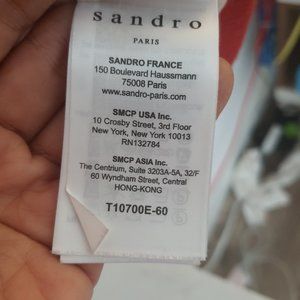 sandro
PARIS
SANDRO FRANCE
150 Boulevard Haussmann
75008 Paris
www.sandro-paris.com
SMCP USA Inc.
10 Crosby Street, 3rd Floor
New York, New York 10013
RN132784
SMCP ASIA Inc.
The Centrium, Suite 3203A-5A, 32/F
60 Wyndham Street, Central
HONG-KONG
T10700E-60